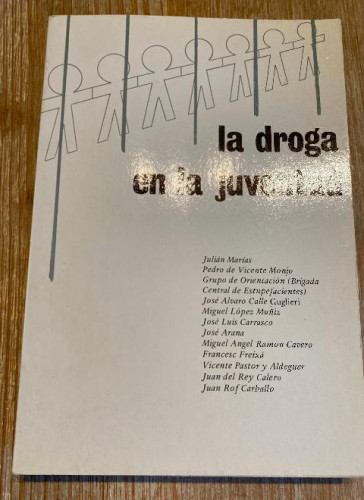 la droga
en la juventud
Julián Marías
Pedro de Vicente Monjo
Grupo de Orientación (Brigada
Central de Estupefacientes)
José Alvaro Calle Guglieri
Miguel López Muñiz
José Luis Carrasco
José Arana
Miguel Angel Ramon Cavero
Francesc Freixá
Vicente Pastor y Aldeguer
Juan del Rey Calero
Juan Rof Carballo